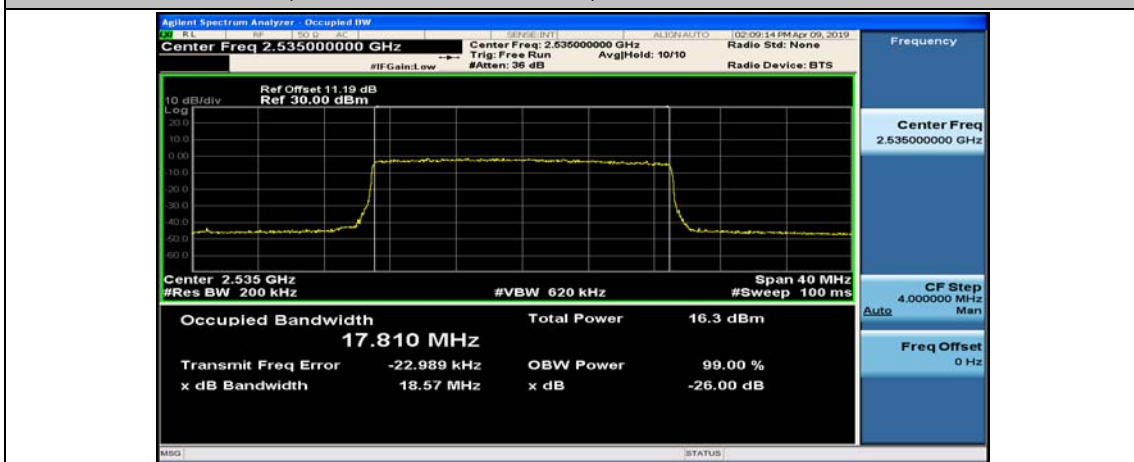 Agilent Spectrum Analyzer - Occupied BW
RL RF 50 Ω AC SENSE:INT ALIGN AUTO 02:09:14 PM Apr 09, 2019
Center Freq 2.535000000 GHz Center Freq: 2.535000000 GHz Radio Std: None Frequency
Trig: Free Run Avg|Hold: 10/10
#IFGain:Low #Atten: 36 dB Radio Device: BTS
Ref Offset 11.19 dB
10 dB/div Ref 30.00 dBm
Log
20.0
10.0
0.00
-10.0
-20.0
-30.0
-40.0
-50.0
-60.0
Center Freq
2.535000000 GHz
Center 2.535 GHz Span 40 MHz
#Res BW 200 kHz #VBW 620 kHz #Sweep 100 ms
CF Step
4.000000 MHz
Auto Man
Occupied Bandwidth Total Power 16.3 dBm
17.810 MHz
Transmit Freq Error -22.989 kHz OBW Power 99.00 %
x dB Bandwidth 18.57 MHz x dB -26.00 dB
Freq Offset
0 Hz
MSG STATUS